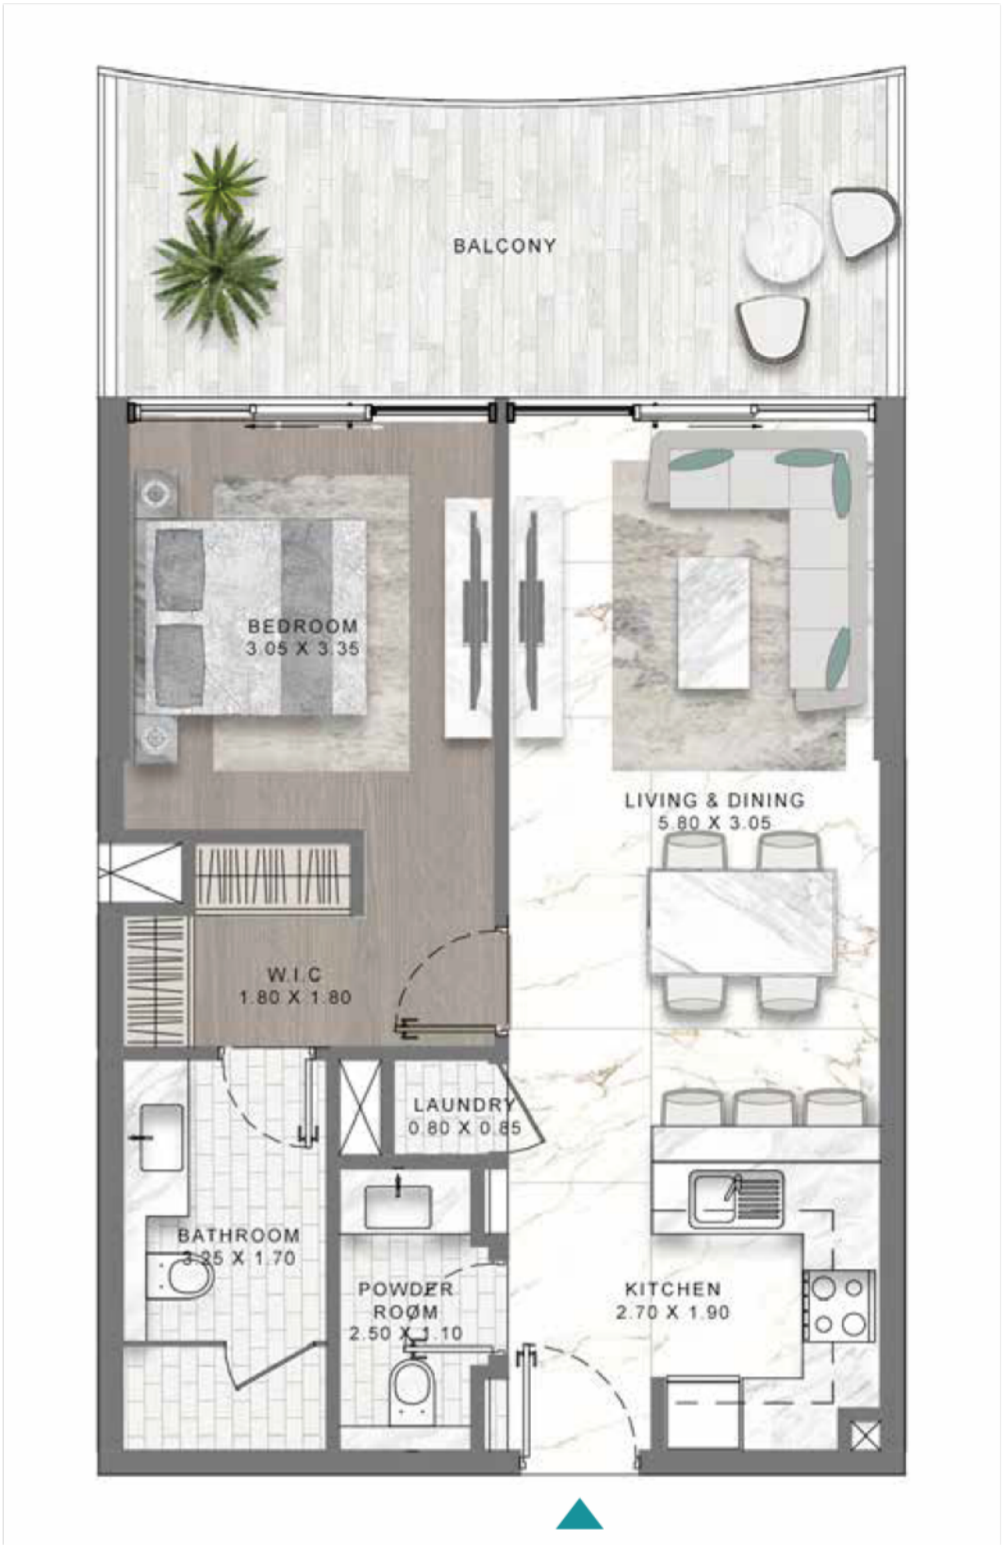 BALCONY
BEDROOM
3.05 X 3.35
LIVING & DINING
5.80 X 3.05
W.I.C
1.80 X 1.80
LAUNDRY
0.80 X 0.85
BATHROOM
3.25 X 1.70
POWDER
ROOM
2.50 X 1.10
KITCHEN
2.70 X 1.90